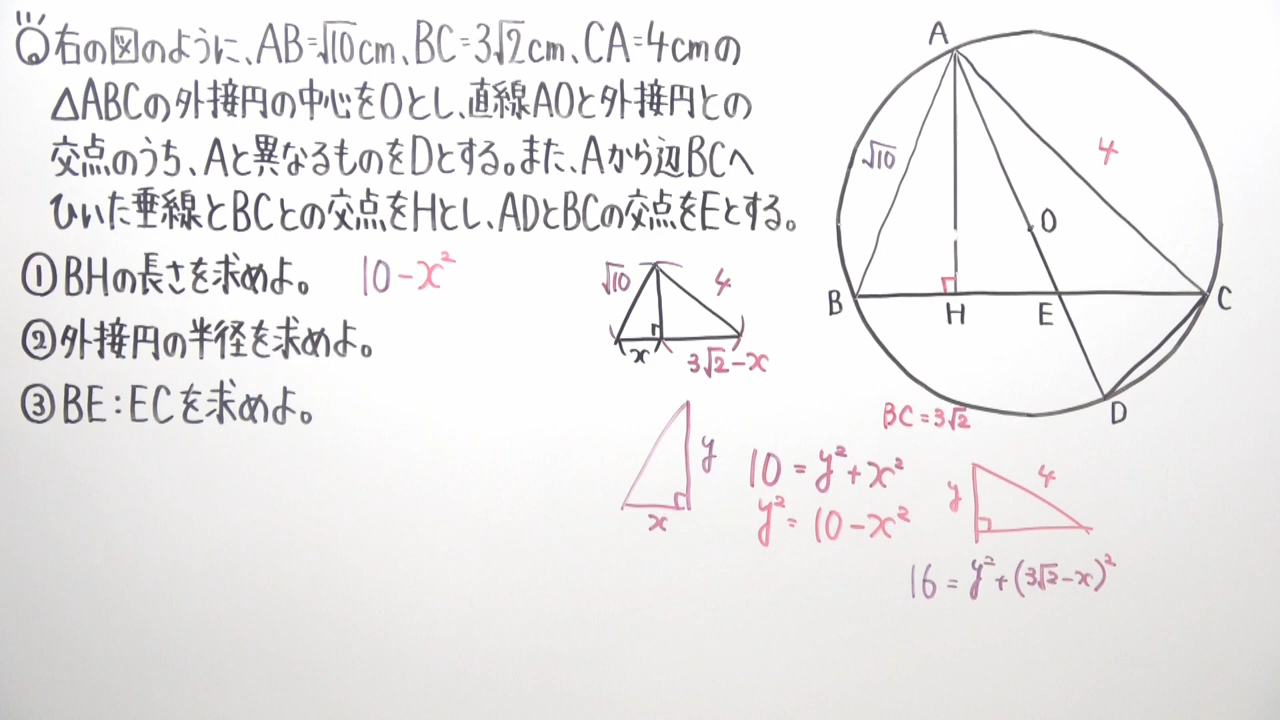 右の図のように、AB=√10cm、BC=3√2cm、CA=4cmの
△ABCの外接円の中心をOとし、直線AOと外接円との
交点のうち、Aと異なるものをDとする。また、Aから辺BCへ
ひいた垂線とBCとの交点をHとし、ADとBCの交点をEとする。
①BHの長さを求めよ。 10-x²
②外接円の半径を求めよ。
③BE:ECを求めよ。
√10 4
x 3√2-x
y
x
10=y²+x²
y²=10-x²
A
√10 4
O
B H E C
D
BC=3√2
y 4
16=y²+(3√2-x)²